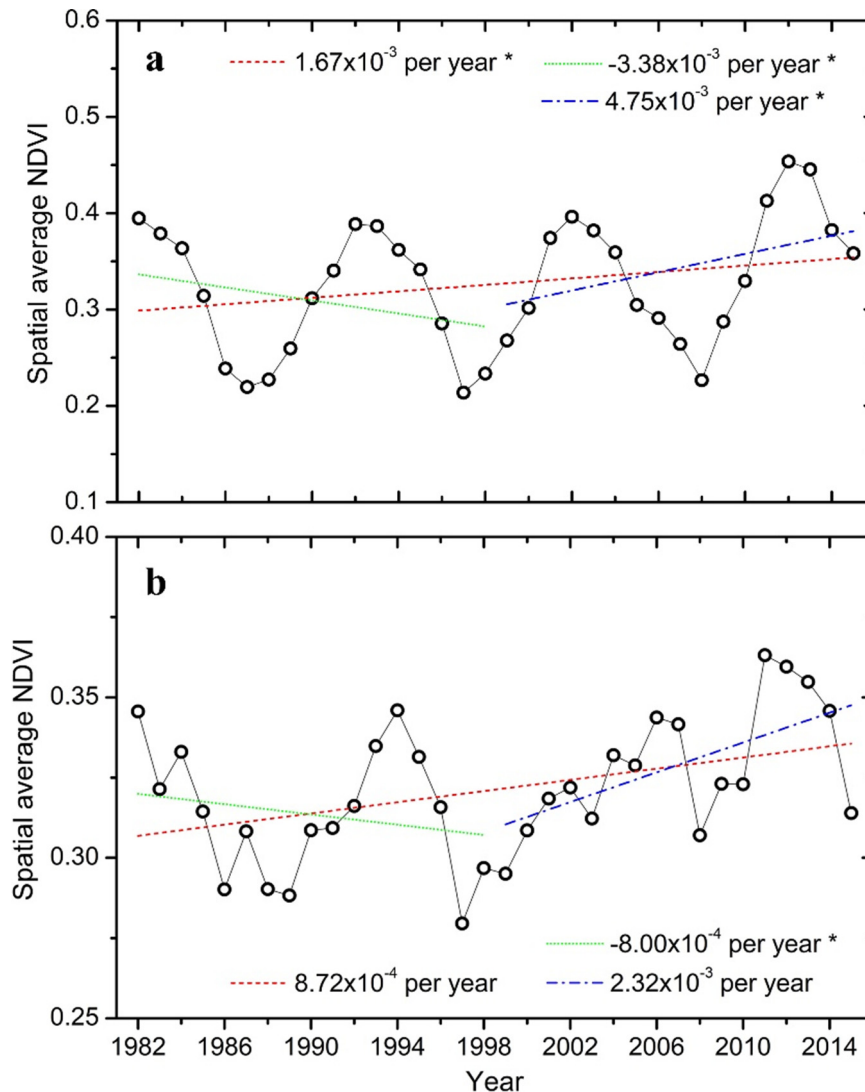 a
1.67x10⁻³ per year *
-3.38x10⁻³ per year *
4.75x10⁻³ per year *
0.6
0.5
0.4
0.3
0.2
0.1
Spatial average NDVI
b
0.40
0.35
0.30
0.25
Spatial average NDVI
-8.00x10⁻⁴ per year *
8.72x10⁻⁴ per year
2.32x10⁻³ per year
1982 1986 1990 1994 1998 2002 2006 2010 2014
Year